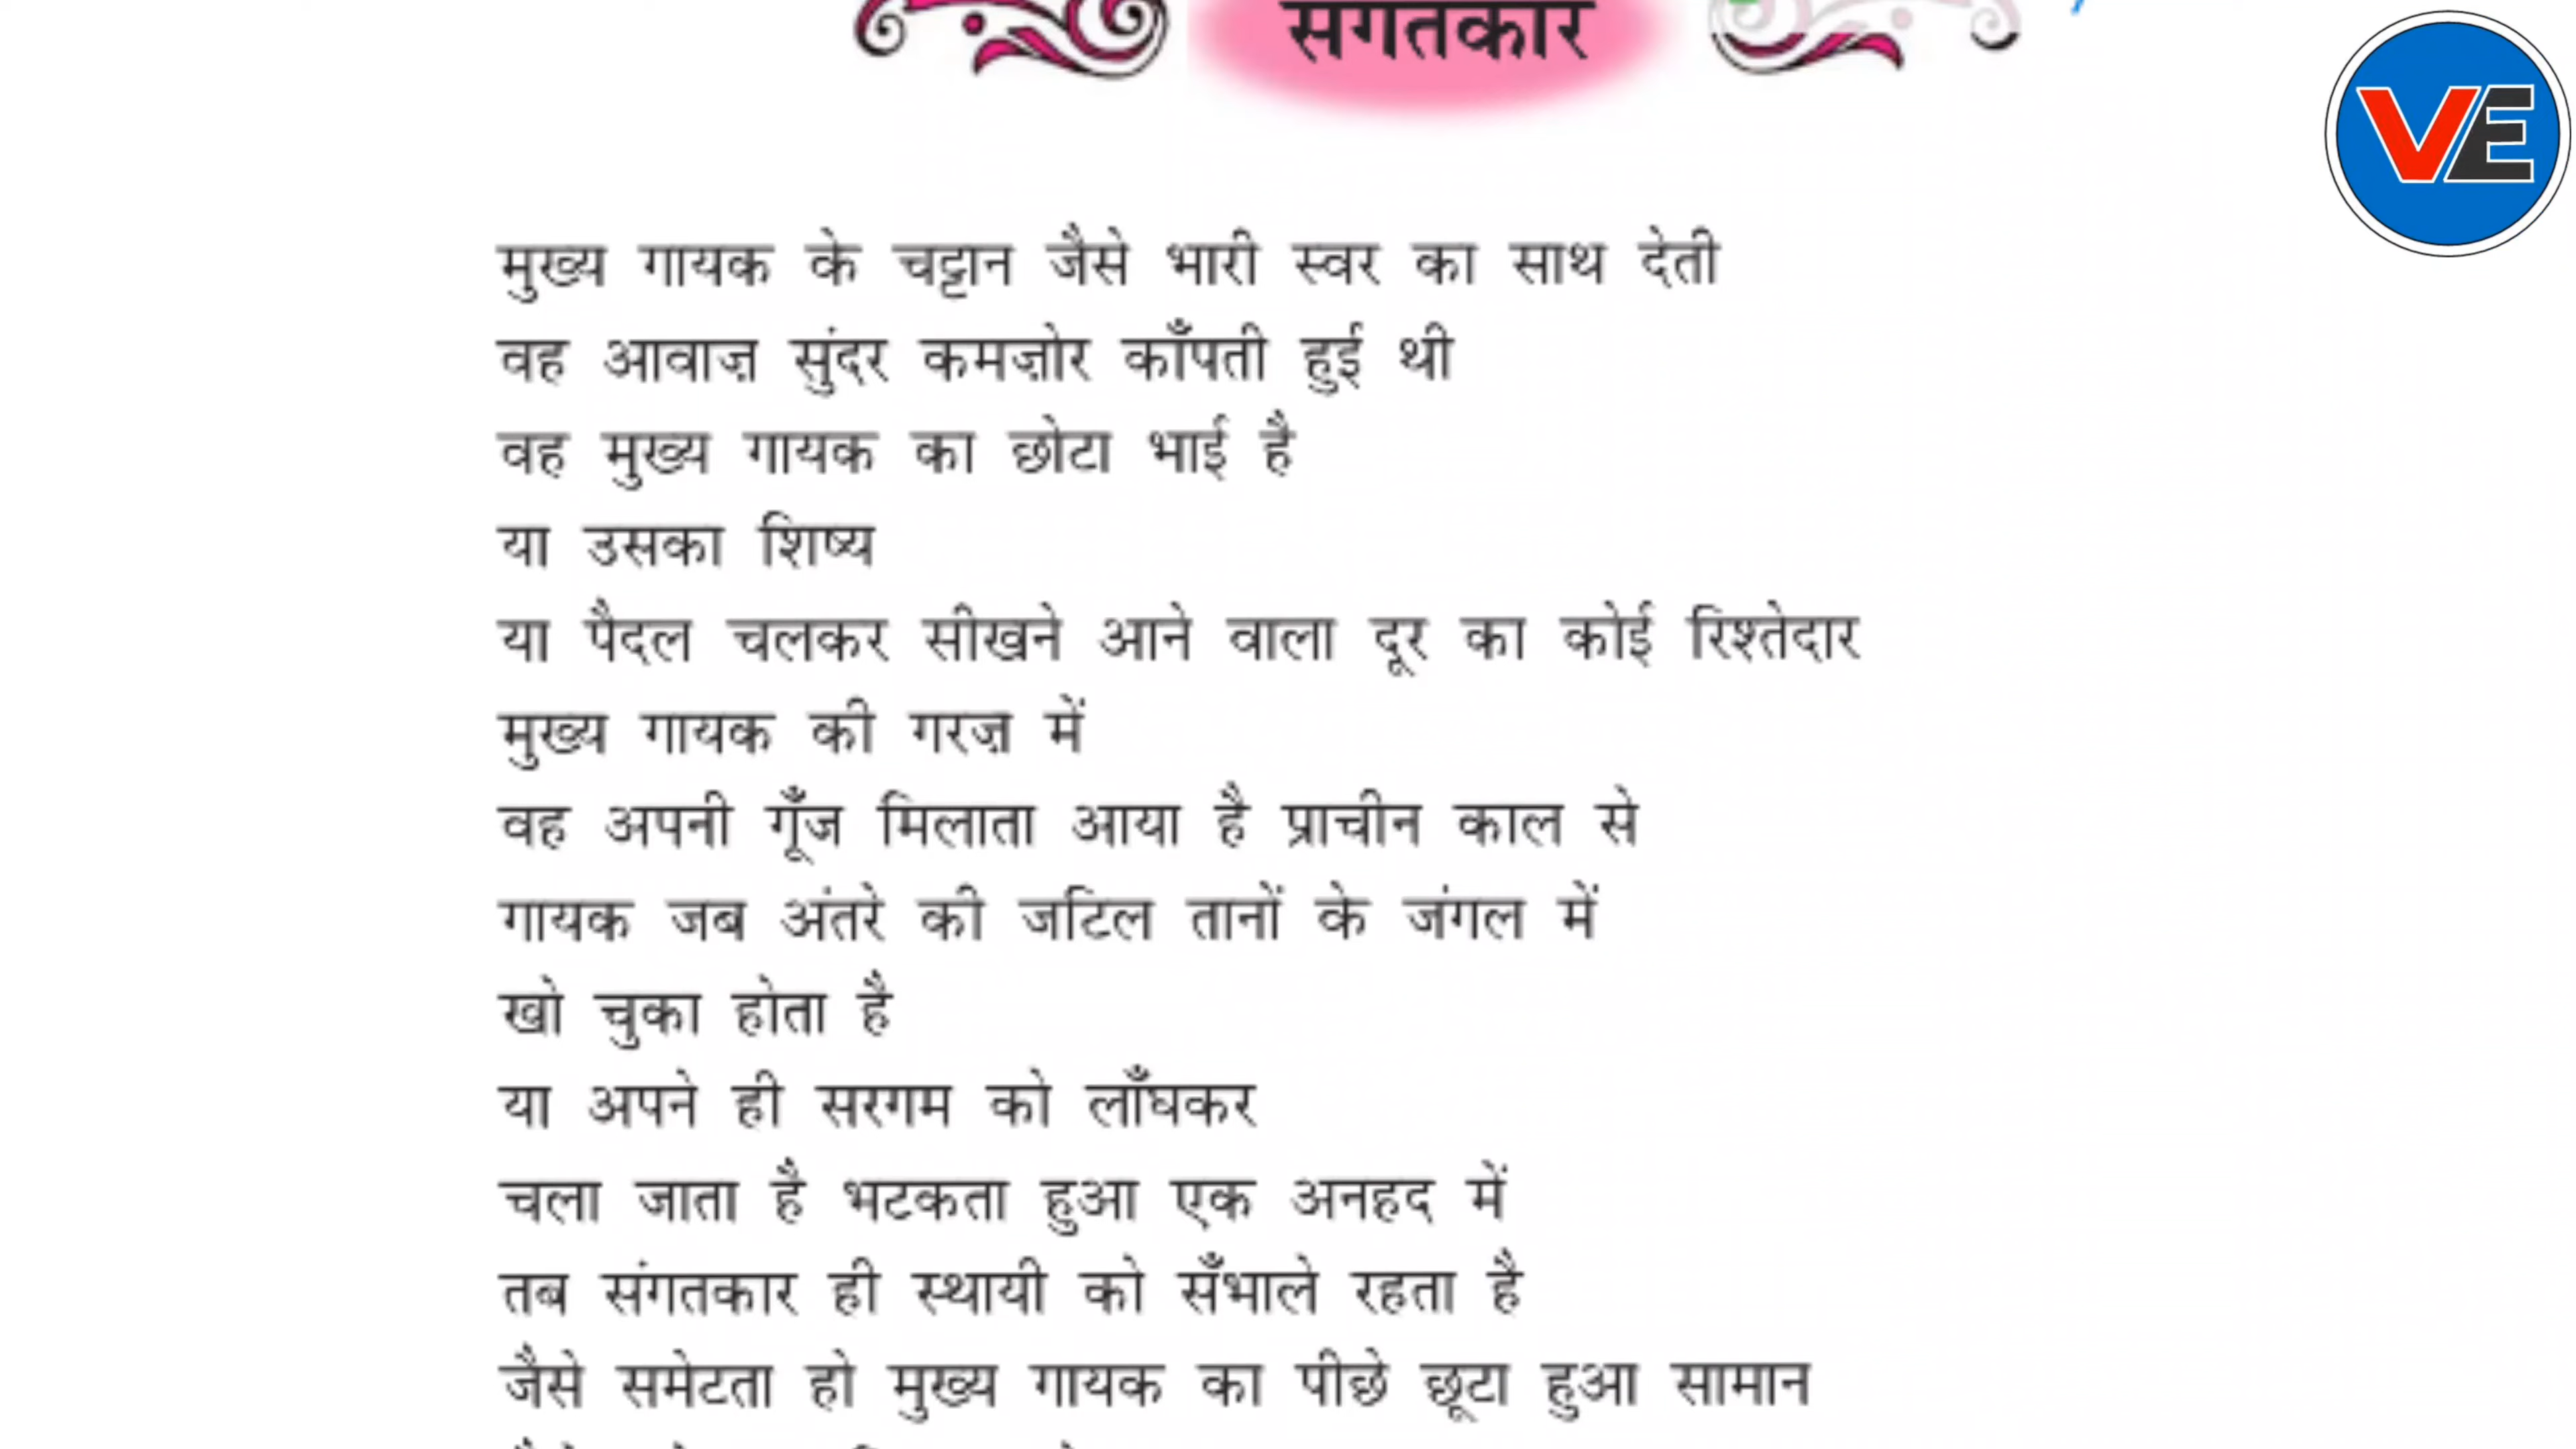 संगतकार
VE
मुख्य गायक के चट्टान जैसे भारी स्वर का साथ देती
वह आवाज़ सुंदर कमज़ोर काँपती हुई थी
वह मुख्य गायक का छोटा भाई है
या उसका शिष्य
या पैदल चलकर सीखने आने वाला दूर का कोई रिश्तेदार
मुख्य गायक की गरज़ में
वह अपनी गूँज मिलाता आया है प्राचीन काल से
गायक जब अंतरे की जटिल तानों के जंगल में
खो चुका होता है
या अपने ही सरगम को लाँघकर
चला जाता है भटकता हुआ एक अनहद में
तब संगतकार ही स्थायी को सँभाले रहता है
जैसे समेटता हो मुख्य गायक का पीछे छूटा हुआ सामान